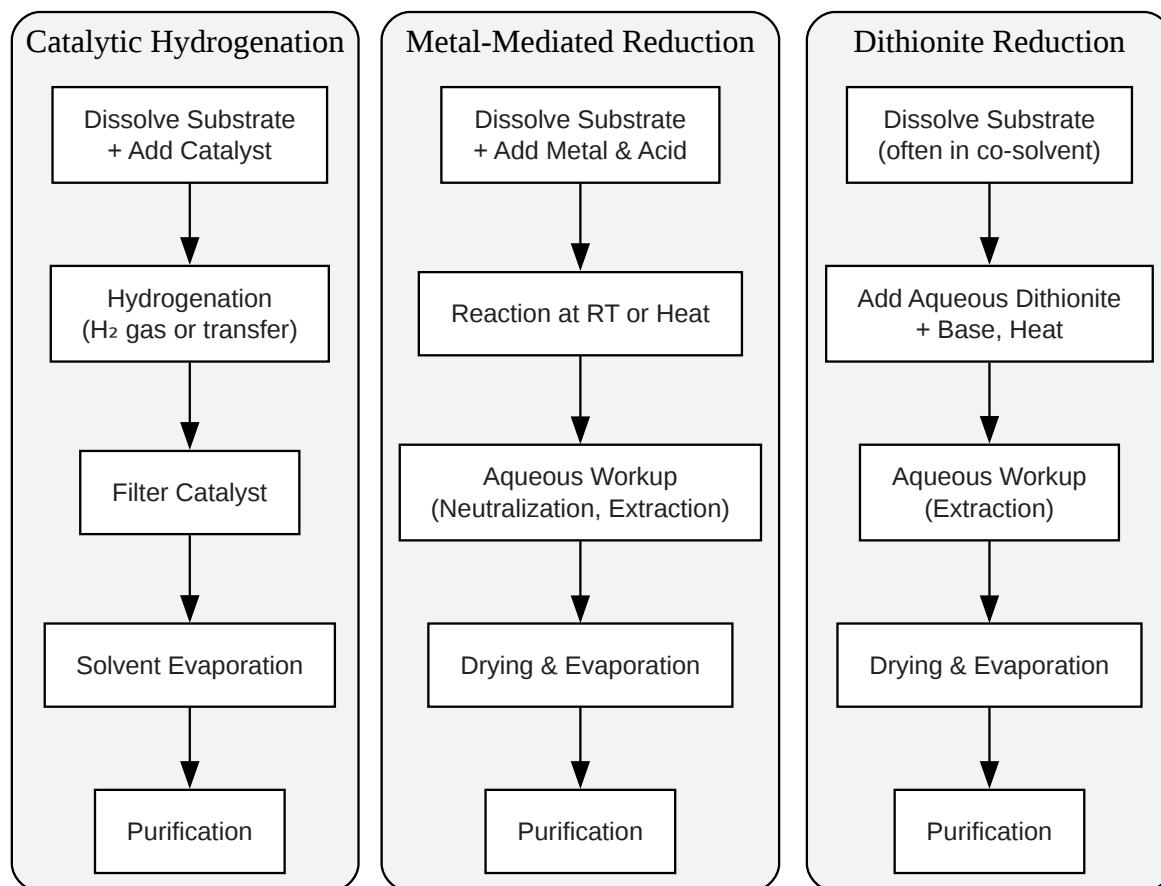 Catalytic Hydrogenation
Dissolve Substrate
+ Add Catalyst
Hydrogenation
(H₂ gas or transfer)
Filter Catalyst
Solvent Evaporation
Purification
Metal-Mediated Reduction
Dissolve Substrate
+ Add Metal & Acid
Reaction at RT or Heat
Aqueous Workup
(Neutralization, Extraction)
Drying & Evaporation
Purification
Dithionite Reduction
Dissolve Substrate
(often in co-solvent)
Add Aqueous Dithionite
+ Base, Heat
Aqueous Workup
(Extraction)
Drying & Evaporation
Purification